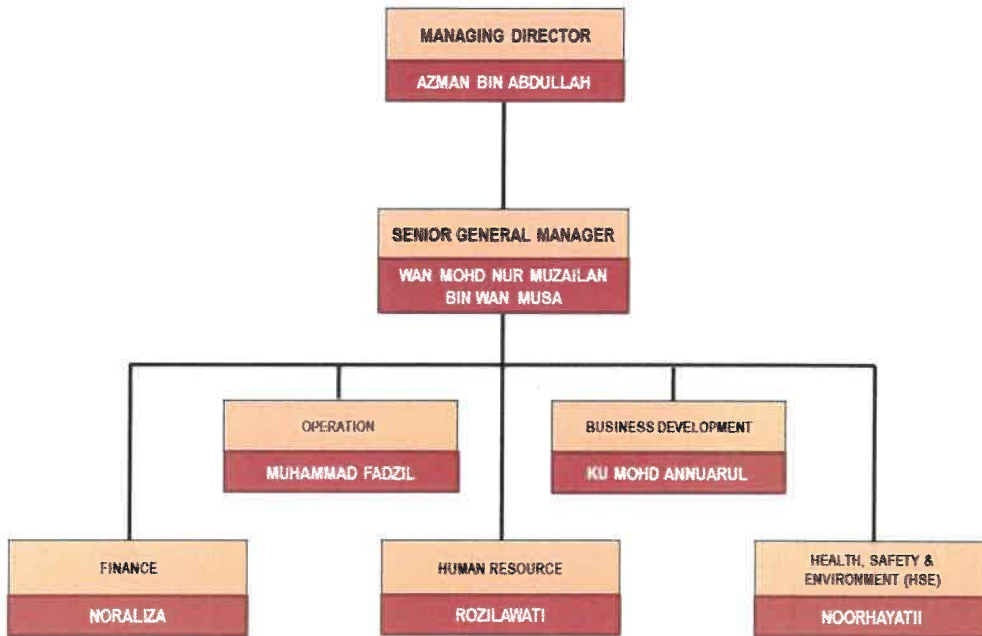 MANAGING DIRECTOR
AZMAN BIN ABDULLAH
SENIOR GENERAL MANAGER
WAN MOHD NUR MUZAILAN
BIN WAN MUSA
OPERATION
MUHAMMAD FADZIL
BUSINESS DEVELOPMENT
KU MOHD ANNUARUL
FINANCE
NORALIZA
HUMAN RESOURCE
ROZILAWATI
HEALTH, SAFETY &
ENVIRONMENT (HSE)
NOORHAYATII